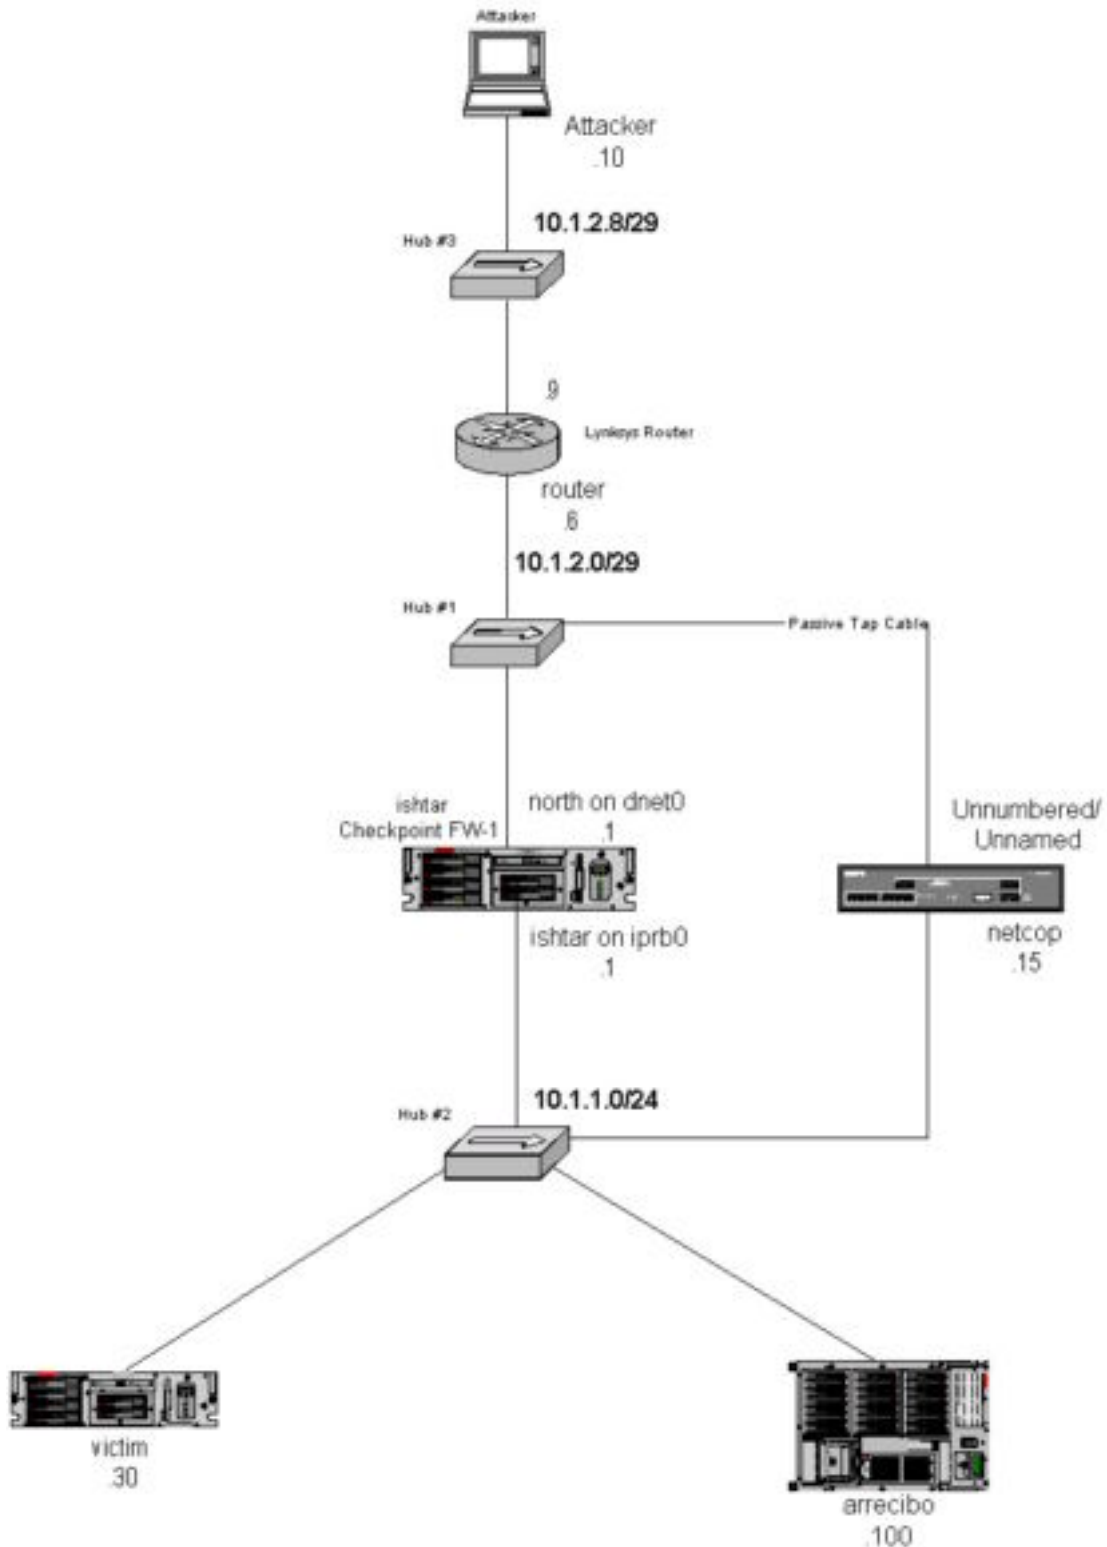 Attacker
Attacker
.10
10.1.2.8/29
Hub #3
.9
Lynksys Router
router
.6
10.1.2.0/29
Hub #1
Passive Tap Cable
ishtar
Checkpoint FW-1
north on dnet0
.1
Unnumbered/
Unnamed
ishtar on iprb0
.1
netcop
.15
10.1.1.0/24
Hub #2
victim
.30
arrecibo
.100